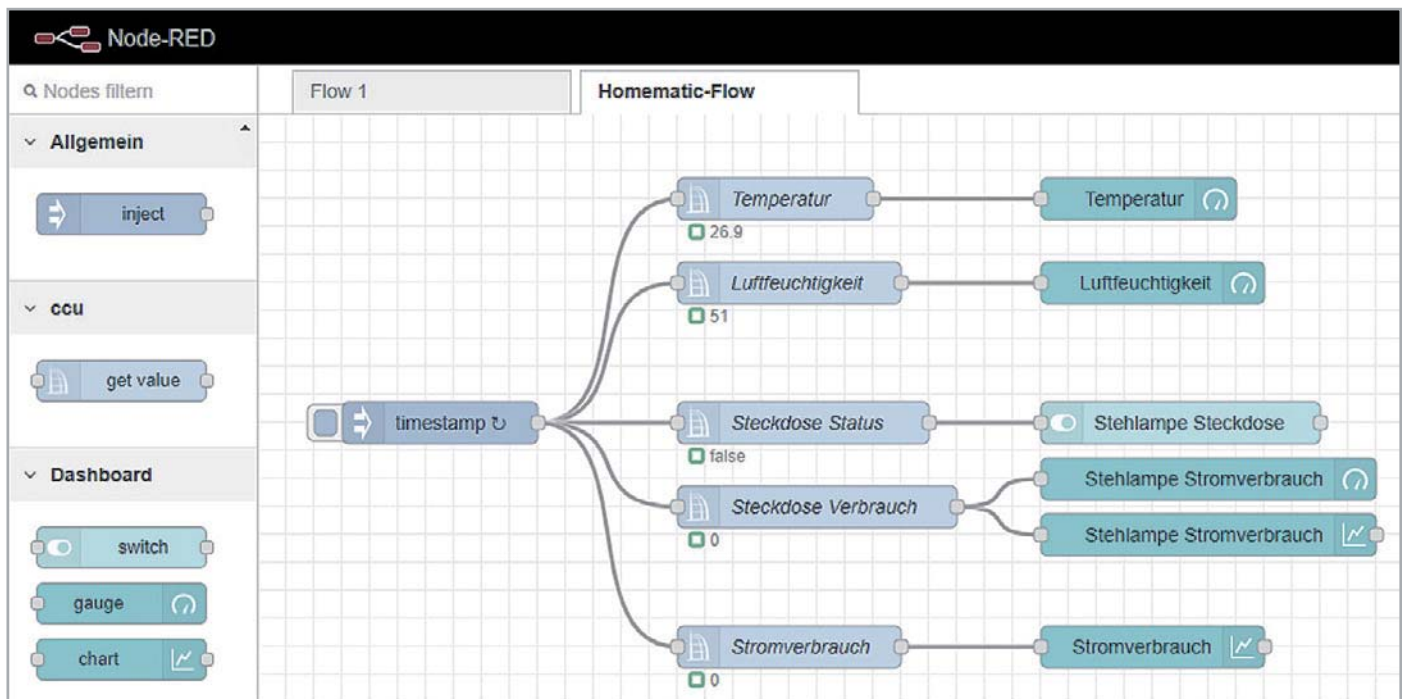 Node-RED
Nodes filtern
Flow 1
Homematic-Flow
Allgemein
inject
ccu
get value
Dashboard
switch
gauge
chart
timestamp ↻
Temperatur
26.9
Temperatur
Luftfeuchtigkeit
51
Luftfeuchtigkeit
Steckdose Status
false
Stehlampe Steckdose
Steckdose Verbrauch
0
Stehlampe Stromverbrauch
Stehlampe Stromverbrauch
Stromverbrauch
0
Stromverbrauch